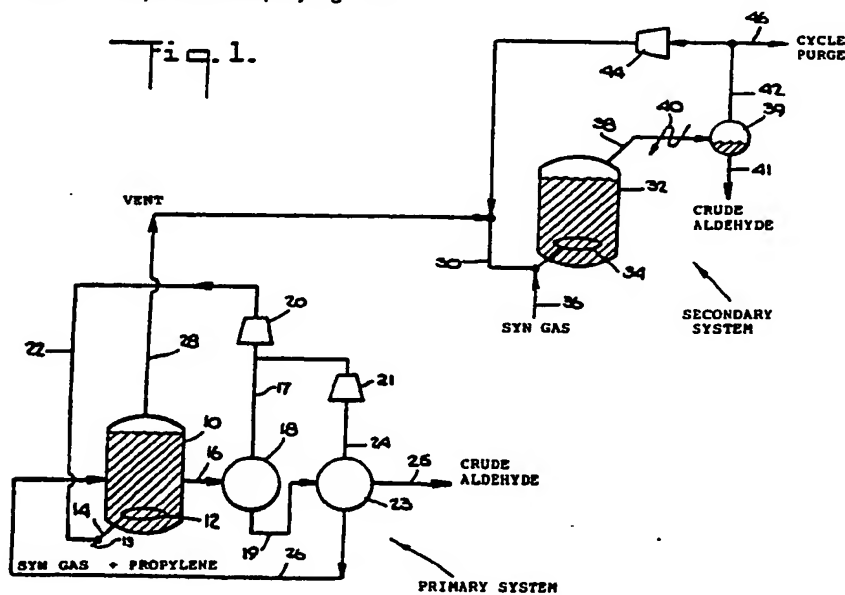 Fig. 1.
46
CYCLE
PURGE
44
42
40
39
38
41
32
CRUDE
ALDEHYDE
VENT
30
34
36
SYN GAS
SECONDARY
SYSTEM
20
22
28
17
21
10
18
24
16
26
CRUDE
ALDEHYDE
23
14
12
13
19
SYN GAS + PROPYLENE
26
PRIMARY SYSTEM